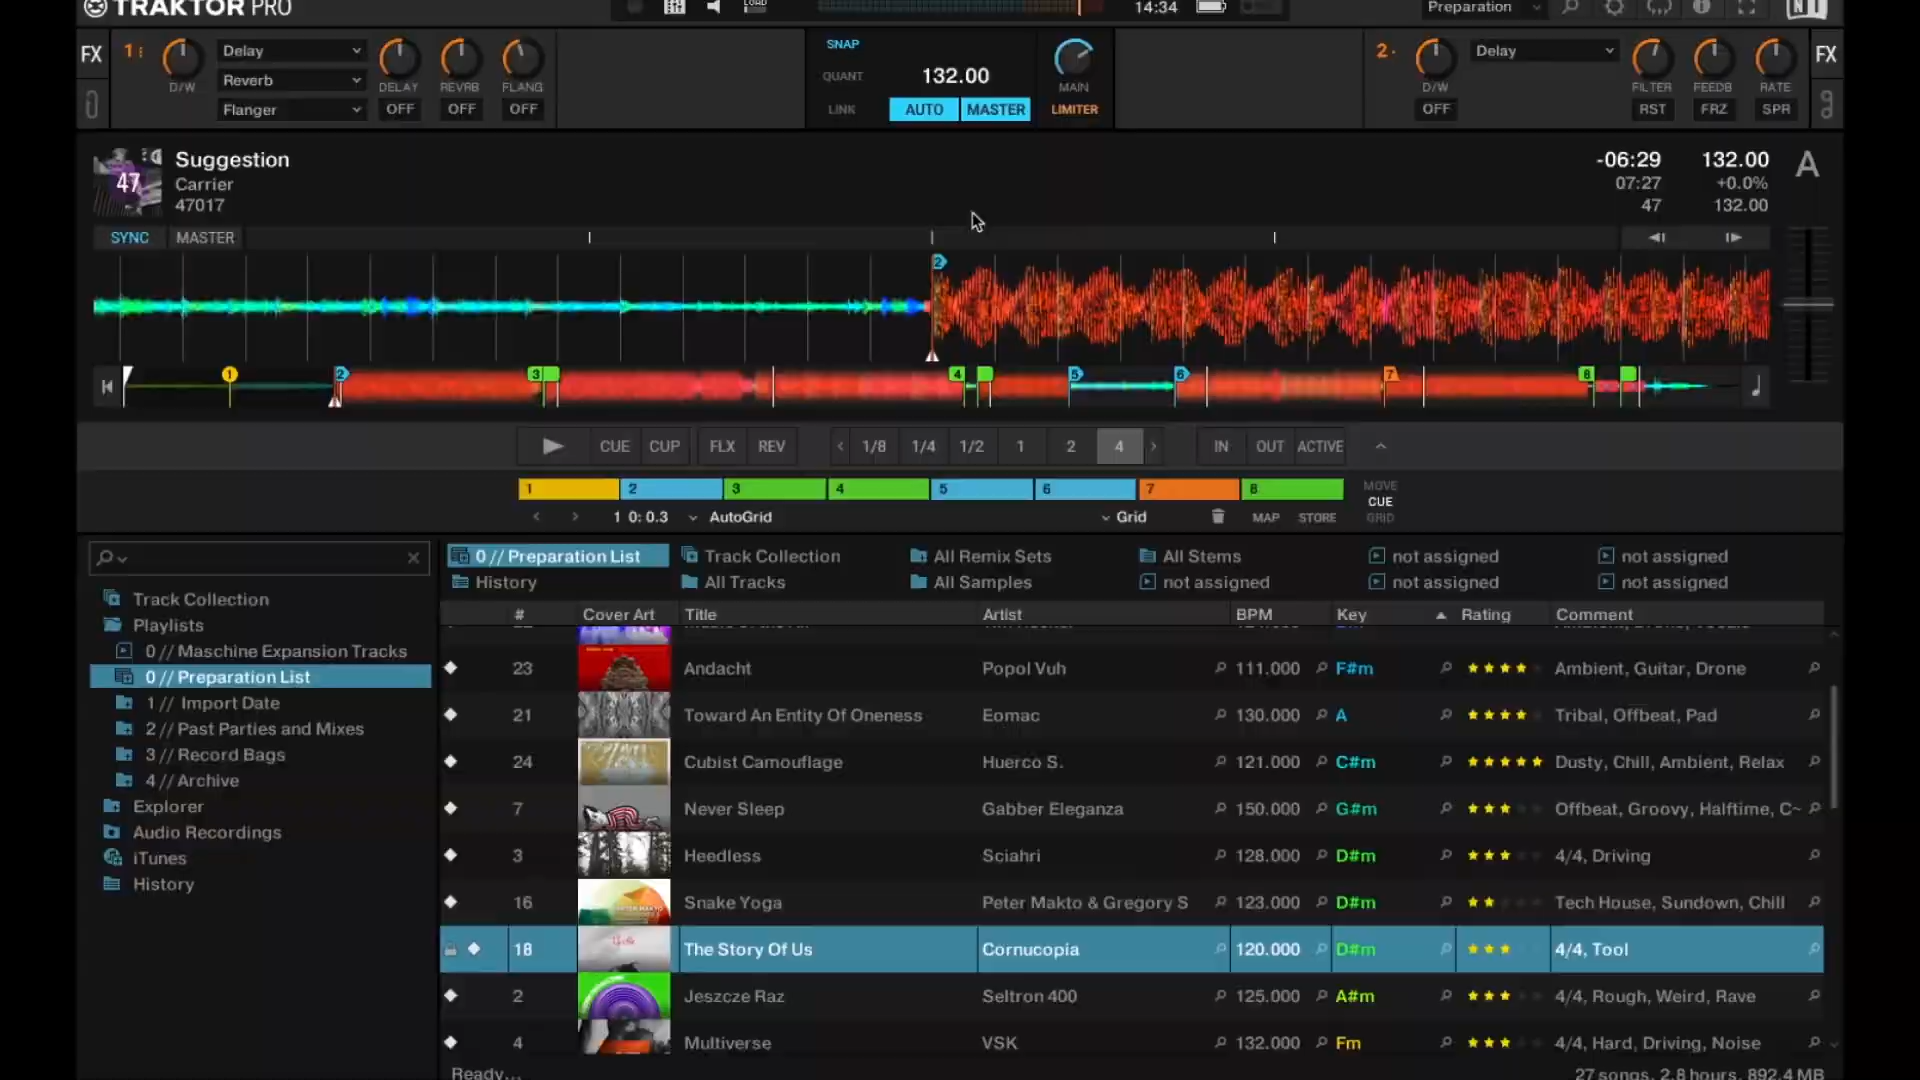 TRAKTOR PRO
LOAD
14:34
Preparation
FX
1
Delay
Reverb
Flanger
D/W
DELAY
REVRB
FLANG
OFF
OFF
OFF
SNAP
QUANT
LINK
132.00
AUTO
MASTER
MAIN
LIMITER
2
Delay
D/W
FILTER
FEEDB
RATE
OFF
RST
FRZ
SPR
FX
47
Suggestion
Carrier
47017
-06:29
07:27
47
132.00
+0.0%
132.00
A
SYNC
MASTER
2
1
2
3
4
5
6
7
8
CUE
CUP
FLX
REV
1/8
1/4
1/2
1
2
4
IN
OUT
ACTIVE
1
2
3
4
5
6
7
8
MOVE
CUE
GRID
1 0: 0.3
AutoGrid
Grid
MAP
STORE
Track Collection
Playlists
0 // Maschine Expansion Tracks
0 // Preparation List
1 // Import Date
2 // Past Parties and Mixes
3 // Record Bags
4 // Archive
Explorer
Audio Recordings
iTunes
History
0 // Preparation List
Track Collection
All Remix Sets
All Stems
not assigned
not assigned
History
All Tracks
All Samples
not assigned
not assigned
not assigned
# Cover Art Title Artist BPM Key Rating Comment
23 Andacht Popol Vuh 111.000 F#m Ambient, Guitar, Drone
21 Toward An Entity Of Oneness Eomac 130.000 A Tribal, Offbeat, Pad
24 Cubist Camouflage Huerco S. 121.000 C#m Dusty, Chill, Ambient, Relax
7 Never Sleep Gabber Eleganza 150.000 G#m Offbeat, Groovy, Halftime, C~
3 Heedless Sciahri 128.000 D#m 4/4, Driving
16 Snake Yoga Peter Makto & Gregory S 123.000 D#m Tech House, Sundown, Chill
18 The Story Of Us Cornucopia 120.000 D#m 4/4, Tool
2 Jeszcze Raz Seltron 400 125.000 A#m 4/4, Rough, Weird, Rave
4 Multiverse VSK 132.000 Fm 4/4, Hard, Driving, Noise
Ready...
27 songs, 2.8 hours, 892.4 MB